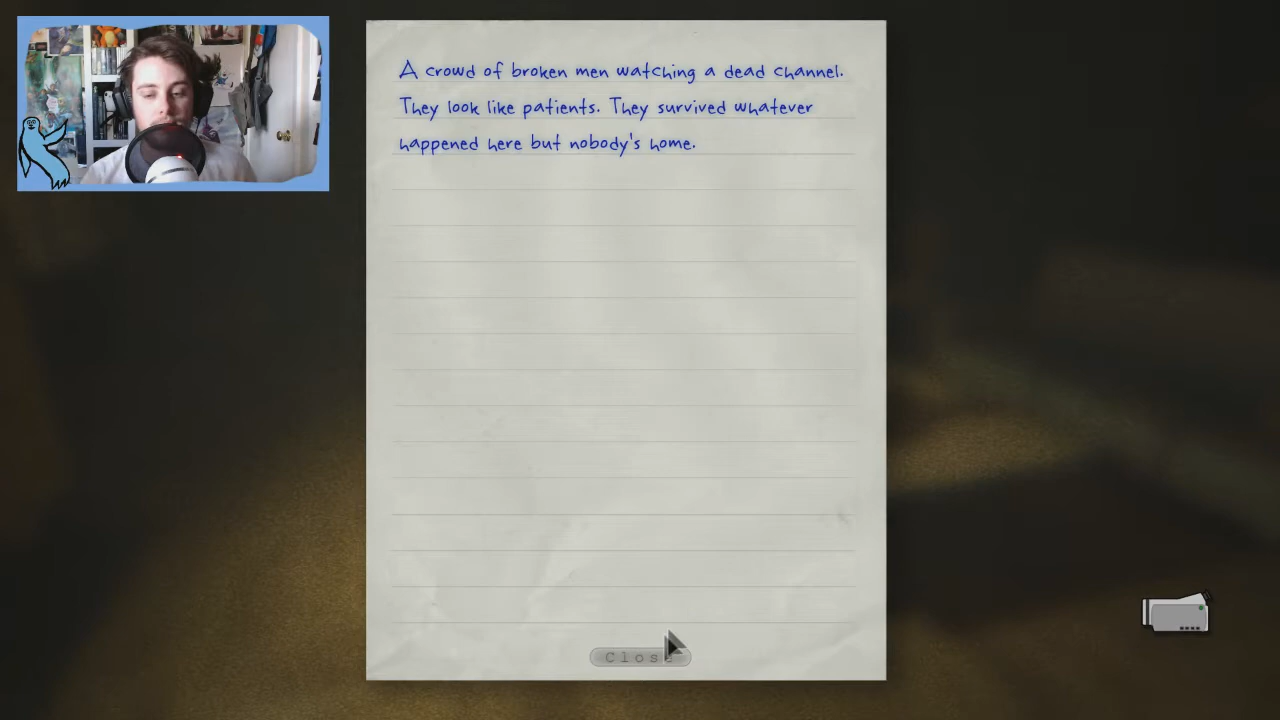 A crowd of broken men watching a dead channel.
They look like patients. They survived whatever
happened here but nobody's home.
Close